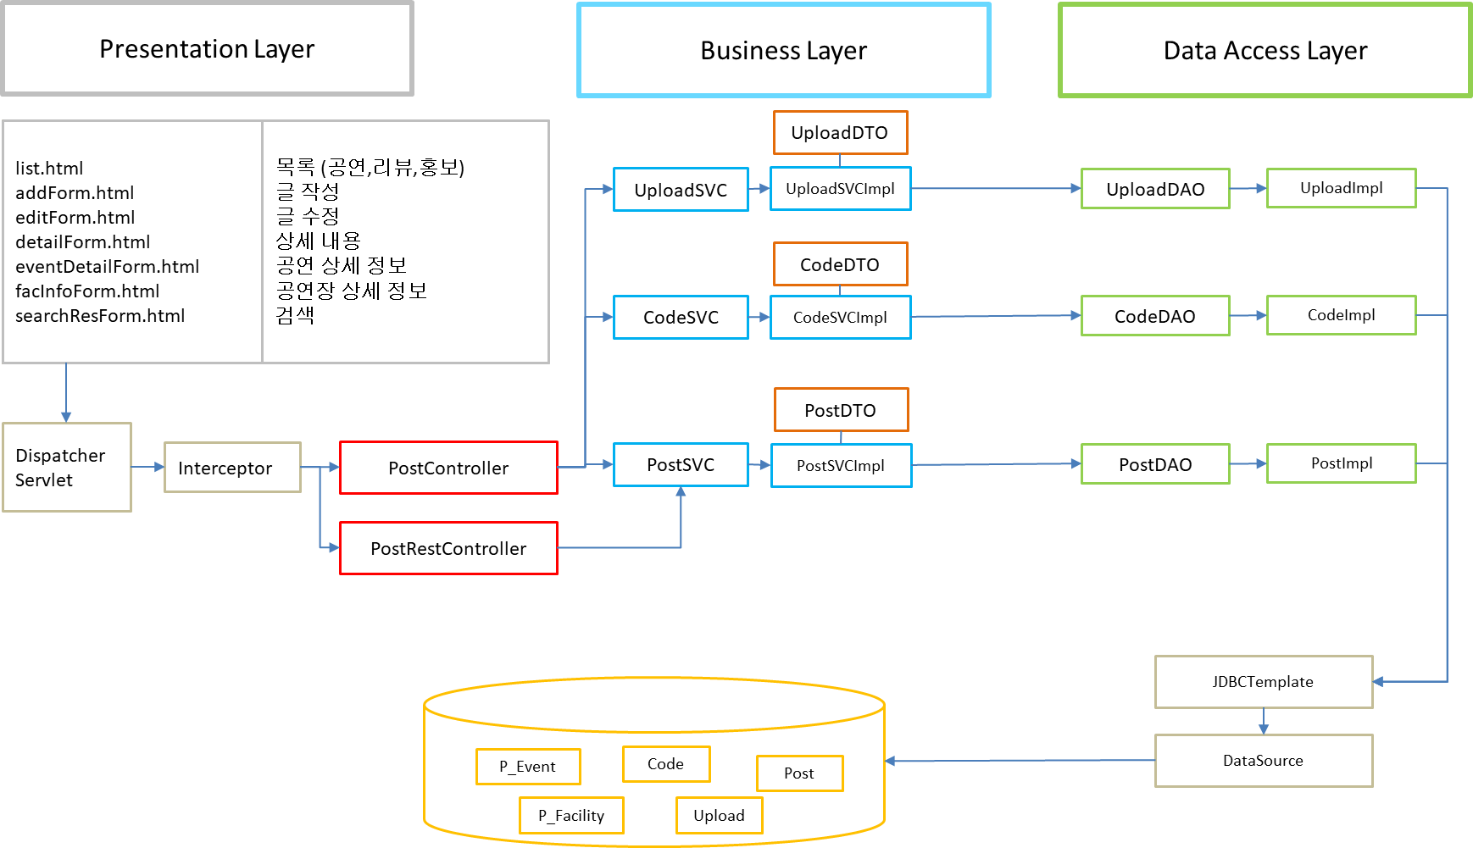 Presentation Layer
Business Layer
Data Access Layer
list.html
addForm.html
editForm.html
detailForm.html
eventDetailForm.html
facInfoForm.html
searchResForm.html
목록 (공연,리뷰,홍보)
글 작성
글 수정
상세 내용
공연 상세 정보
공연장 상세 정보
검색
UploadDTO
UploadSVC
UploadSVCImpl
UploadDAO
UploadImpl
CodeDTO
CodeSVC
CodeSVCImpl
CodeDAO
CodeImpl
PostDTO
Dispatcher
Servlet
Interceptor
PostController
PostSVC
PostSVCImpl
PostDAO
PostImpl
PostRestController
JDBCTemplate
DataSource
P_Event
Code
Post
P_Facility
Upload